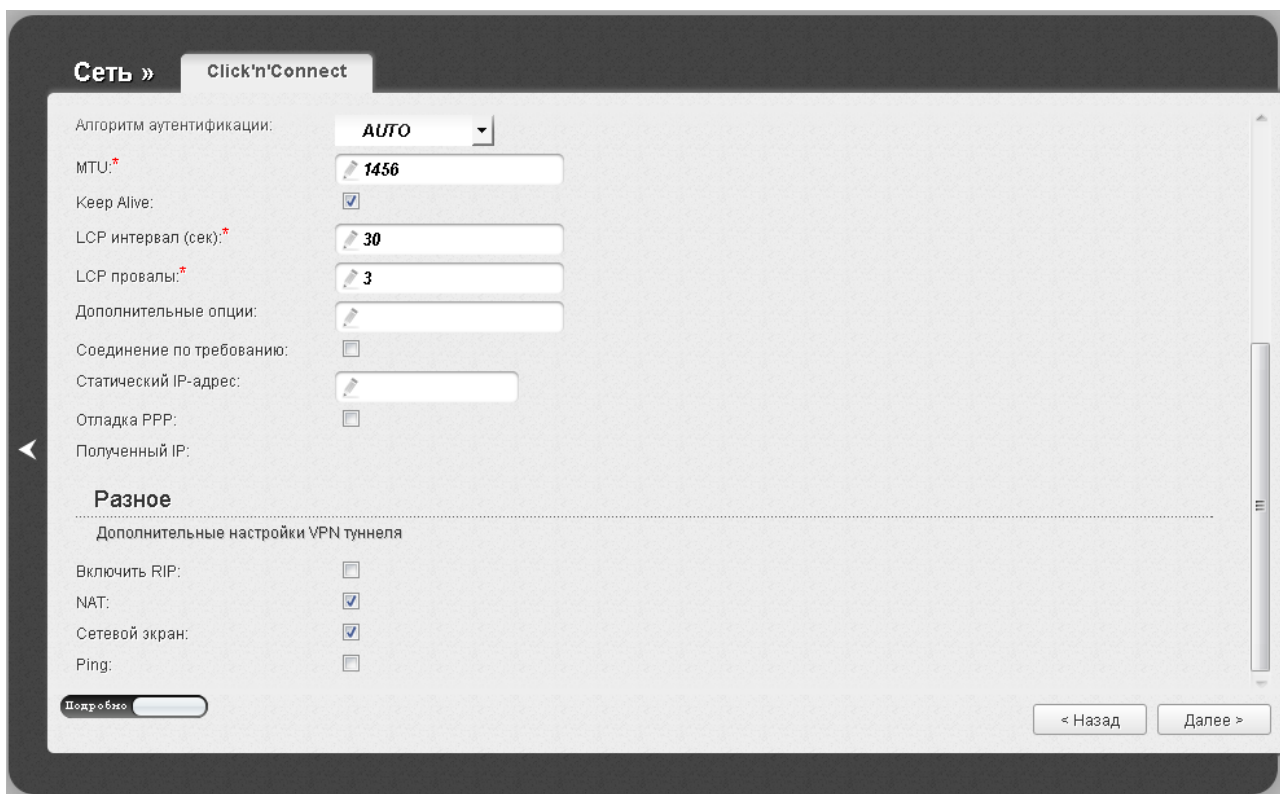 Сеть »
Click'n'Connect
Алгоритм аутентификации: AUTO
MTU:* 1456
Keep Alive:
LCP интервал (сек):* 30
LCP провалы:* 3
Дополнительные опции:
Соединение по требованию:
Статический IP-адрес:
Отладка PPP:
Полученный IP:
Разное
Дополнительные настройки VPN туннеля
Включить RIP:
NAT:
Сетевой экран:
Ping:
Подробно
< Назад
Далее >